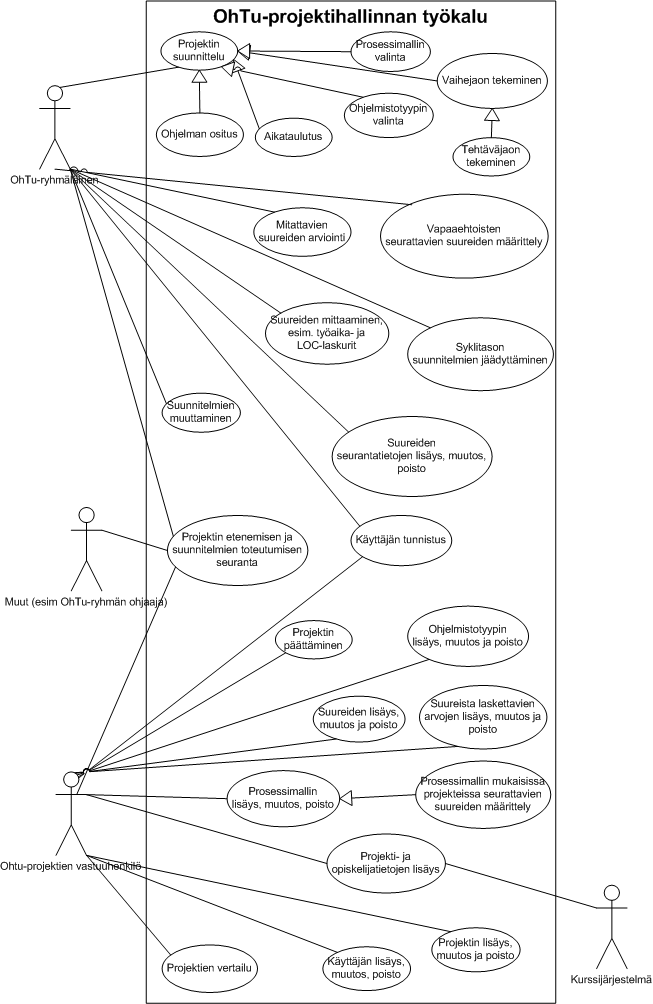 OhTu-projektihallinnan työkalu
Projektin
suunnittelu
Prosessimallin
valinta
Vaihejaon tekeminen
Ohjelmistotyypin
valinta
Ohjelman ositus
Aikataulutus
Tehtäväjaon
tekeminen
OhTu-ryhmäläinen
Mitattavien
suureiden arviointi
Vapaaehtoisten
seurattavien suureiden määrittely
Suureiden mittaaminen,
esim. työaika- ja
LOC-laskurit
Syklitason
suunnitelmien jäädyttäminen
Suunnitelmien
muuttaminen
Suureiden
seurantatietojen lisäys, muutos,
poisto
Projektin etenemisen ja
suunnitelmien toteutumisen
seuranta
Käyttäjän tunnistus
Muut (esim OhTu-ryhmän ohjaaja)
Projektin
päättäminen
Ohjelmistotyypin
lisäys, muutos ja poisto
Suureiden lisäys,
muutos ja poisto
Suureista laskettavien
arvojen lisäys, muutos ja
poisto
Prosessimallin
lisäys, muutos, poisto
Prosessimallin mukaisissa
projekteissa seurattavien
suureiden määrittely
Ohtu-projektien vastuuhenkilö
Projekti- ja
opiskelijatietojen lisäys
Projektin lisäys,
muutos ja poisto
Projektien vertailu
Käyttäjän lisäys,
muutos, poisto
Kurssijärjestelmä